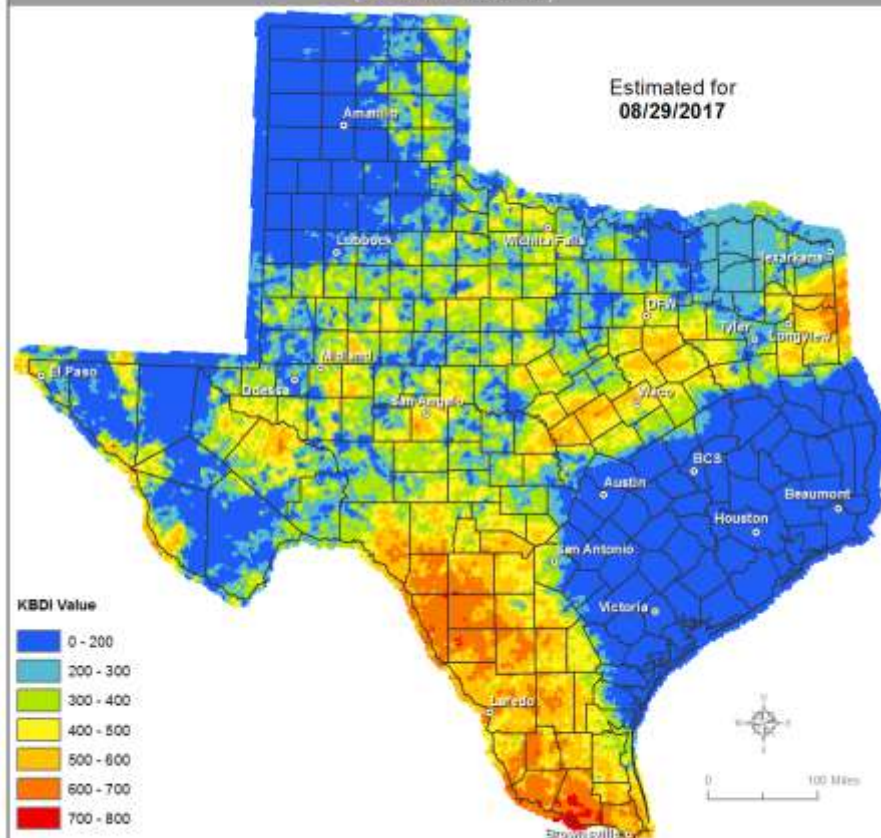 Estimated for
08/29/2017
Amarillo
Lubbock
Wichita Falls
Texarkana
DFW
Tyler
Longview
El Paso
Midland
Odessa
San Angelo
Waco
BCS
Austin
Beaumont
Houston
San Antonio
Victoria
Laredo
Brownsville
KBDI Value
0 - 200
200 - 300
300 - 400
400 - 500
500 - 600
600 - 700
700 - 800
0 100 Miles